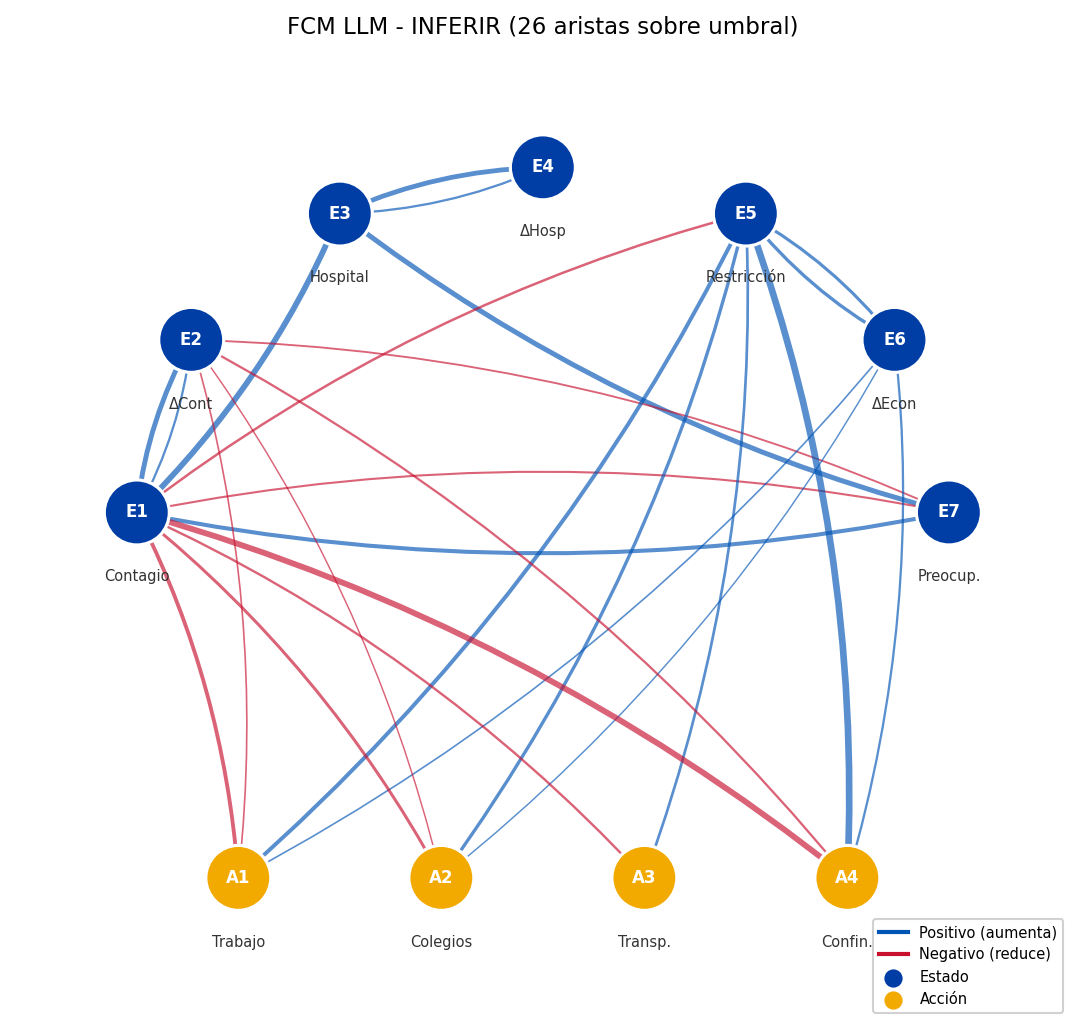 FCM LLM - INFERIR (26 aristas sobre umbral)
E4
ΔHosp
E3
Hospital
E5
Restricción
E2
ΔCont
E6
ΔEcon
E1
Contagio
E7
Preocup.
A1
Trabajo
A2
Colegios
A3
Transp.
A4
Confin.
Positivo (aumenta)
Negativo (reduce)
Estado
Acción